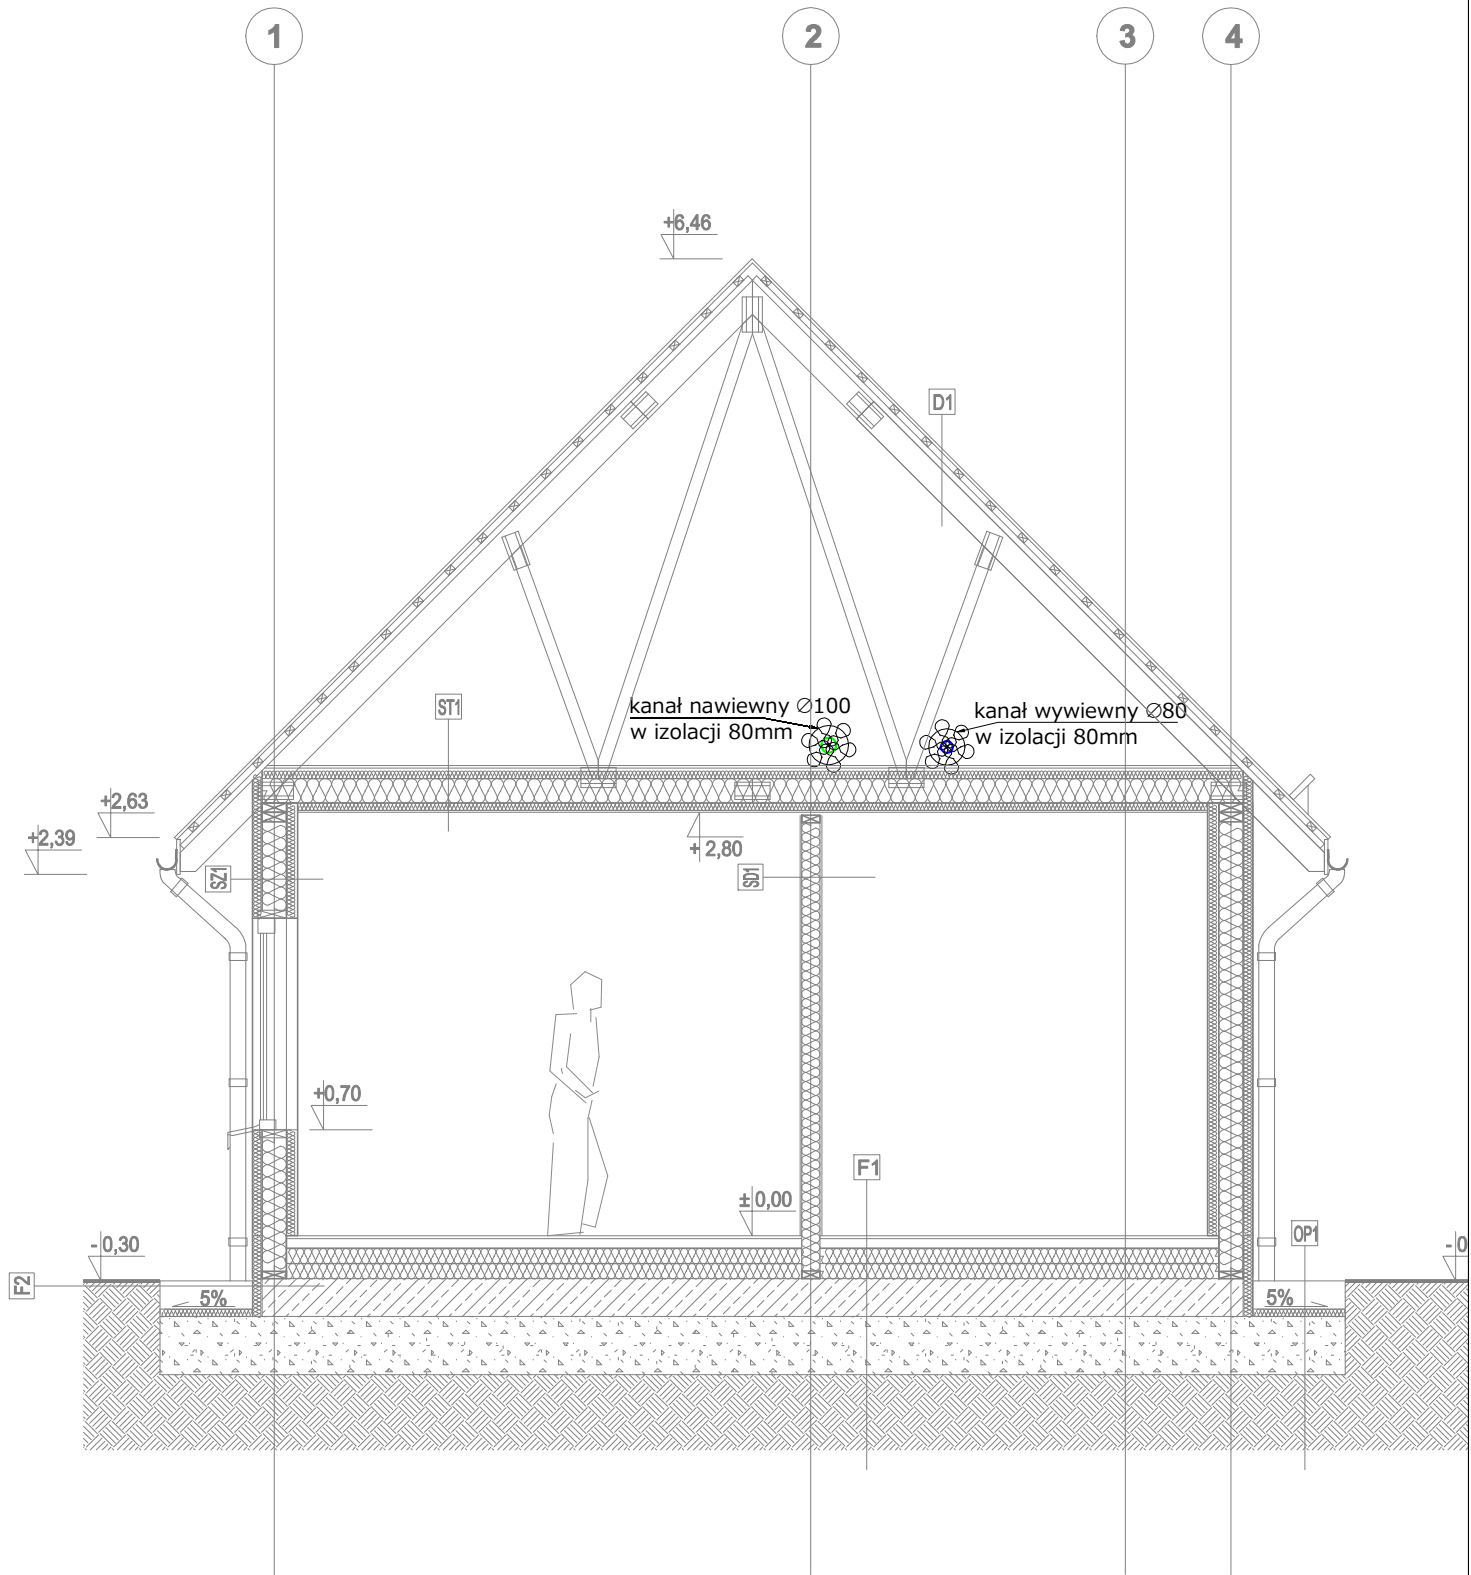 1 2 3 4
+6,46
D1
ST1
kanał nawiewny ∅100
w izolacji 80mm
kanał wywiewny ∅80
w izolacji 80mm
+2,63
+2,39
+ 2,80
SZ1
SD1
+0,70
F1
± 0,00
- 0,30
OP1
- 0
F2
5%
5%